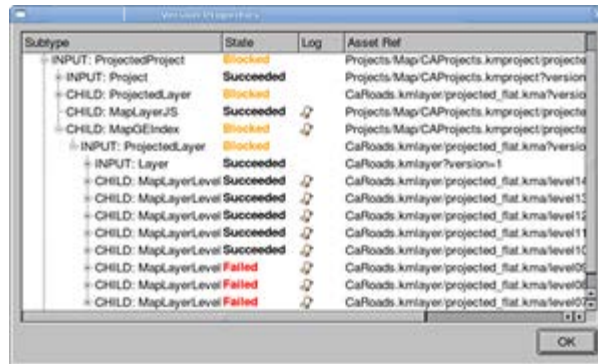 Version Properties
Subtype State Log Asset Ref
INPUT: ProjectedProject Blocked Projects/Map/CAProjects.kmproject/projecte
INPUT: Project Succeeded Projects/Map/CAProjects.kmproject?version
CHILD: ProjectedLayer Blocked CaRoads.kmlayer/projected_flat.kma?versio
CHILD: MapLayerJS Succeeded Projects/Map/CAProjects.kmproject/projecte
CHILD: MapGEIndex Blocked Projects/Map/CAProjects.kmproject/projecte
INPUT: ProjectedLayer Blocked CaRoads.kmlayer/projected_flat.kma?versio
INPUT: Layer Succeeded CaRoads.kmlayer?version=1
CHILD: MapLayerLevel Succeeded CaRoads.kmlayer/projected_flat.kma/level14
CHILD: MapLayerLevel Succeeded CaRoads.kmlayer/projected_flat.kma/level13
CHILD: MapLayerLevel Succeeded CaRoads.kmlayer/projected_flat.kma/level12
CHILD: MapLayerLevel Succeeded CaRoads.kmlayer/projected_flat.kma/level11
CHILD: MapLayerLevel Succeeded CaRoads.kmlayer/projected_flat.kma/level10
CHILD: MapLayerLevel Failed CaRoads.kmlayer/projected_flat.kma/level09
CHILD: MapLayerLevel Failed CaRoads.kmlayer/projected_flat.kma/level08
CHILD: MapLayerLevel Failed CaRoads.kmlayer/projected_flat.kma/level07
OK